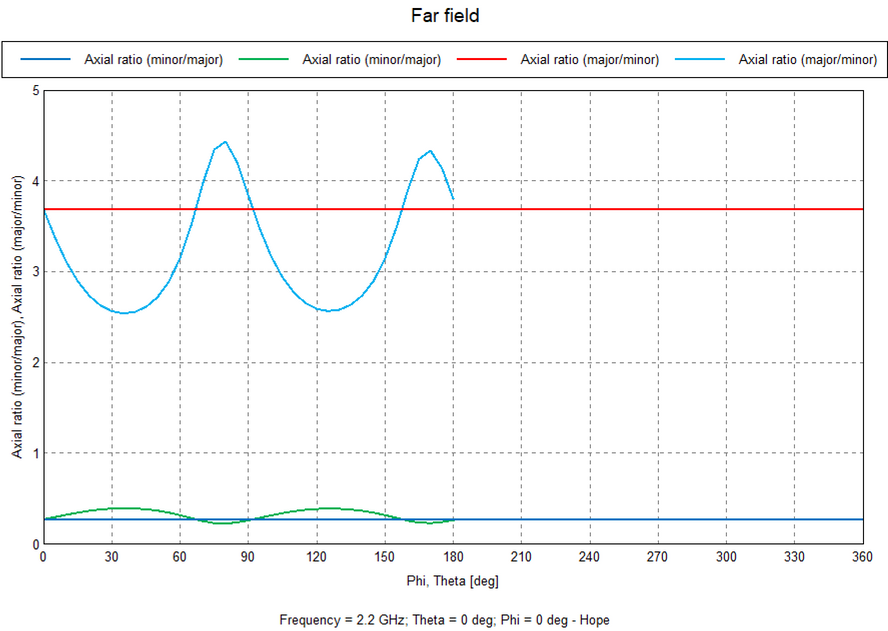 Far field
Axial ratio (minor/major) Axial ratio (minor/major) Axial ratio (major/minor) Axial ratio (major/minor)
Axial ratio (minor/major), Axial ratio (major/minor)
5
4
3
2
1
0
0 30 60 90 120 150 180 210 240 270 300 330 360
Phi, Theta [deg]
Frequency = 2.2 GHz; Theta = 0 deg; Phi = 0 deg - Hope